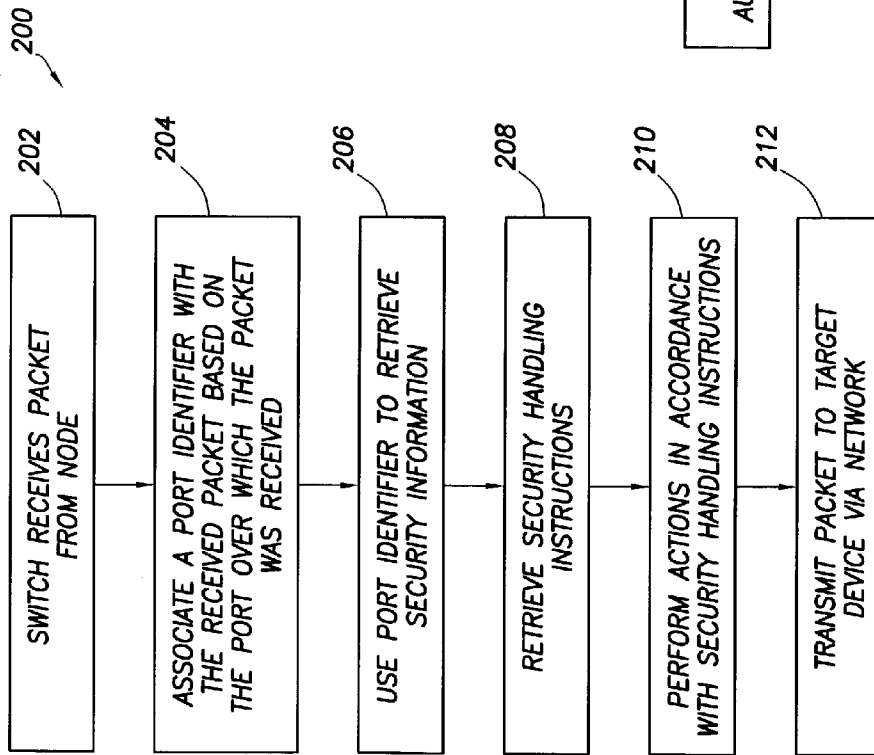 200
202
SWITCH RECEIVES PACKET
FROM NODE
204
ASSOCIATE A PORT IDENTIFIER WITH
THE RECEIVED PACKET BASED ON
THE PORT OVER WHICH THE PACKET
WAS RECEIVED
206
USE PORT IDENTIFIER TO RETRIEVE
SECURITY INFORMATION
208
RETRIEVE SECURITY HANDLING
INSTRUCTIONS
210
PERFORM ACTIONS IN ACCORDANCE
WITH SECURITY HANDLING INSTRUCTIONS
212
TRANSMIT PACKET TO TARGET
DEVICE VIA NETWORK